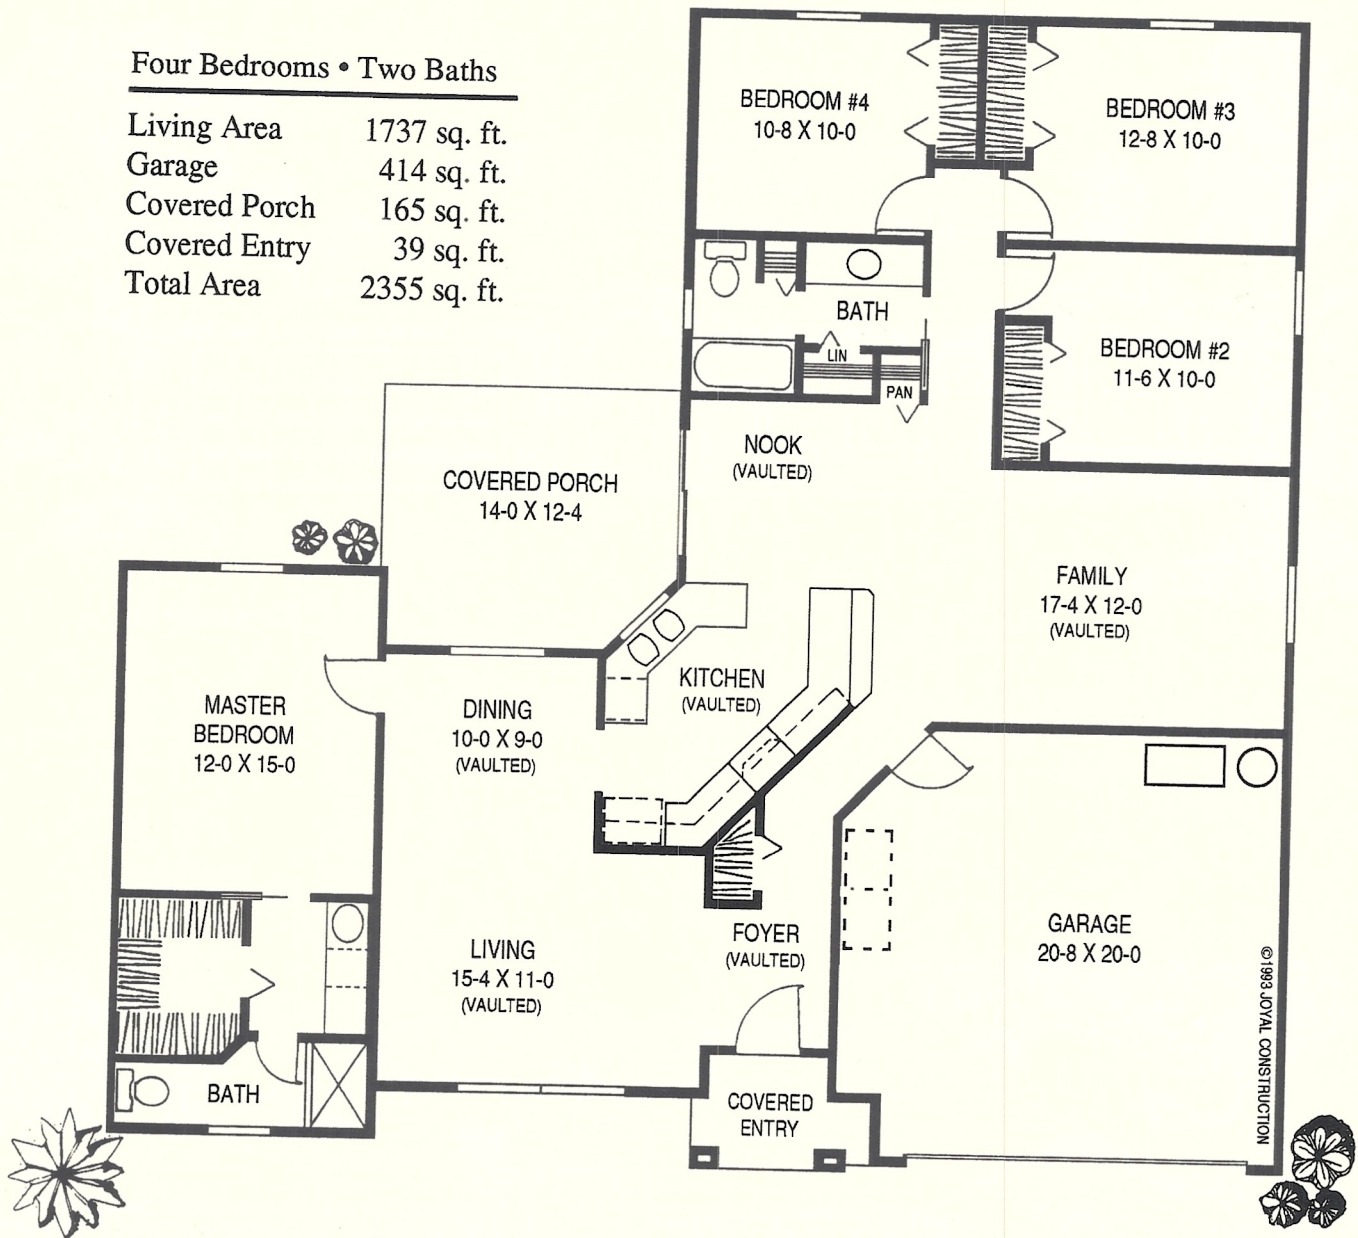 Four Bedrooms • Two Baths
Living Area 1737 sq. ft.
Garage 414 sq. ft.
Covered Porch 165 sq. ft.
Covered Entry 39 sq. ft.
Total Area 2355 sq. ft.
BEDROOM #4
10-8 X 10-0
BEDROOM #3
12-8 X 10-0
BATH
LIN
PAN
BEDROOM #2
11-6 X 10-0
NOOK
(VAULTED)
COVERED PORCH
14-0 X 12-4
FAMILY
17-4 X 12-0
(VAULTED)
KITCHEN
(VAULTED)
MASTER
BEDROOM
12-0 X 15-0
DINING
10-0 X 9-0
(VAULTED)
LIVING
15-4 X 11-0
(VAULTED)
FOYER
(VAULTED)
GARAGE
20-8 X 20-0
BATH
COVERED
ENTRY
©1993 JOYAL CONSTRUCTION